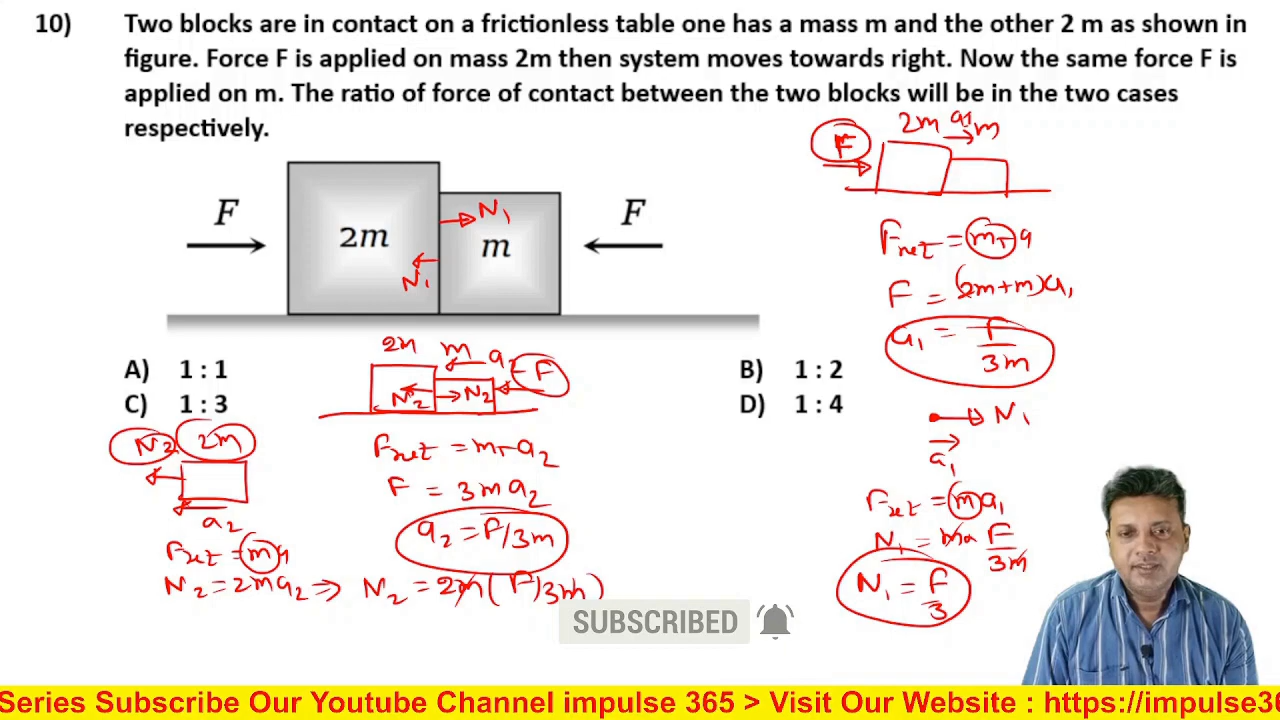 10) Two blocks are in contact on a frictionless table one has a mass m and the other 2 m as shown in
figure. Force F is applied on mass 2m then system moves towards right. Now the same force F is
applied on m. The ratio of force of contact between the two blocks will be in the two cases
respectively.
2m a₁ m
F
F
2m
N₁
N₁
m
F
Fnet = mT a
F = (2m+m)a₁
a₁ = F/3m
A) 1 : 1
B) 1 : 2
C) 1 : 3
D) 1 : 4
2m m a₂ F
N₂ N₂
N₂ 2m
a₂
Fnet = m a
N₂ = 2m a₂ ⇒ N₂ = 2m(F/3m)
Fnet = mT a₂
F = 3m a₂
a₂ = F/3m
N₁
a₁
Fnet = m a₁
N₁ = m F/3m
N₁ = F/3
SUBSCRIBED
Series Subscribe Our Youtube Channel impulse 365 > Visit Our Website : https://impulse36